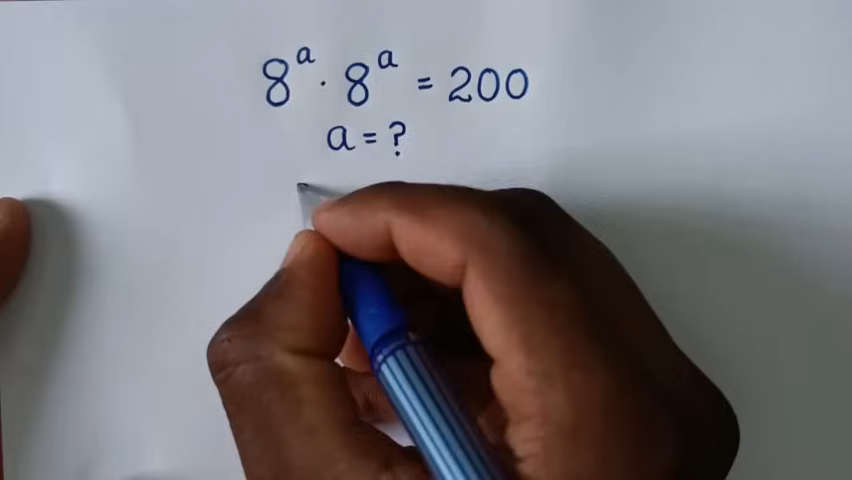 8^a · 8^a = 200
a = ?